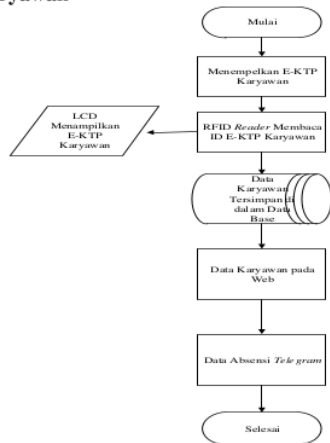 Mulai
Menempelkan E-KTP
Karyawan
LCD
Menampilkan
E-KTP
Karyawan
RFID Reader Membaca
ID E-KTP Karyawan
Data
Karyawan
Tersimpan di
dalam Data
Base
Data Karyawan pada
Web
Data Absensi Telegram
Selesai